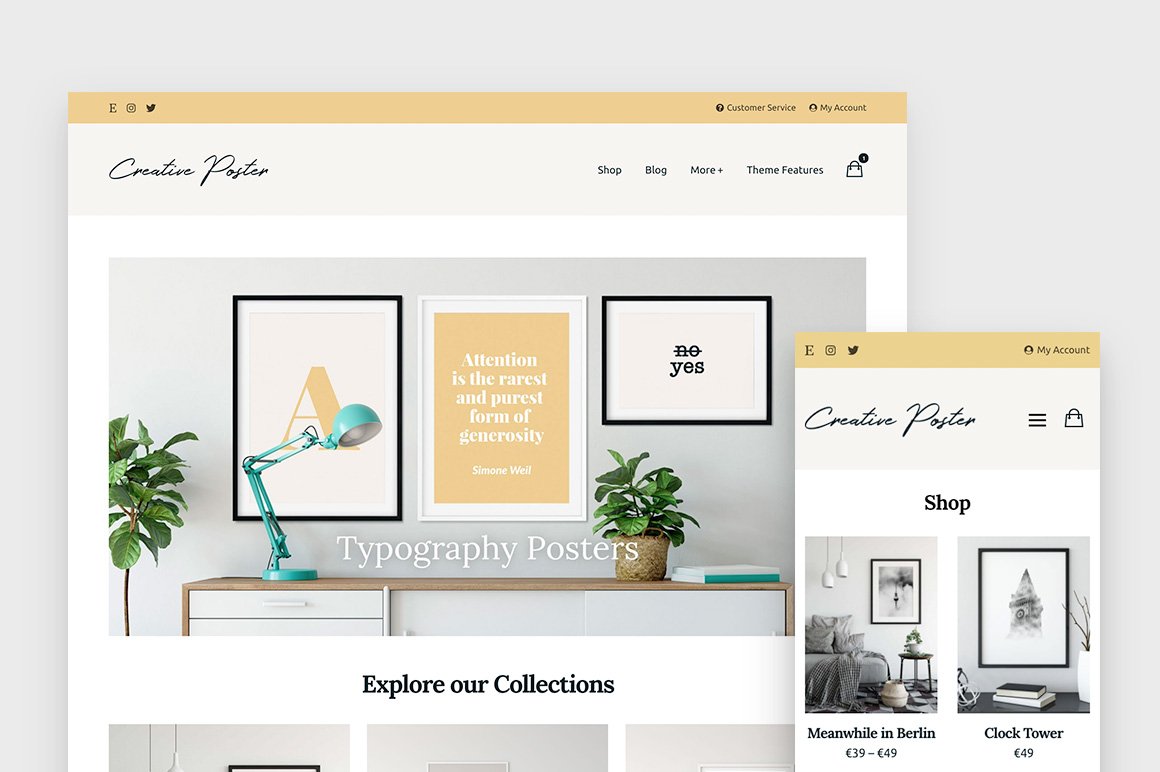 E
Customer Service
My Account
Creative Poster
Shop
Blog
More +
Theme Features
1
A
Attention
is the rarest
and purest
form of
generosity
Simone Weil
no
yes
Typography Posters
Explore our Collections
E
My Account
Creative Poster
Shop
Meanwhile in Berlin
€39 – €49
Clock Tower
€49